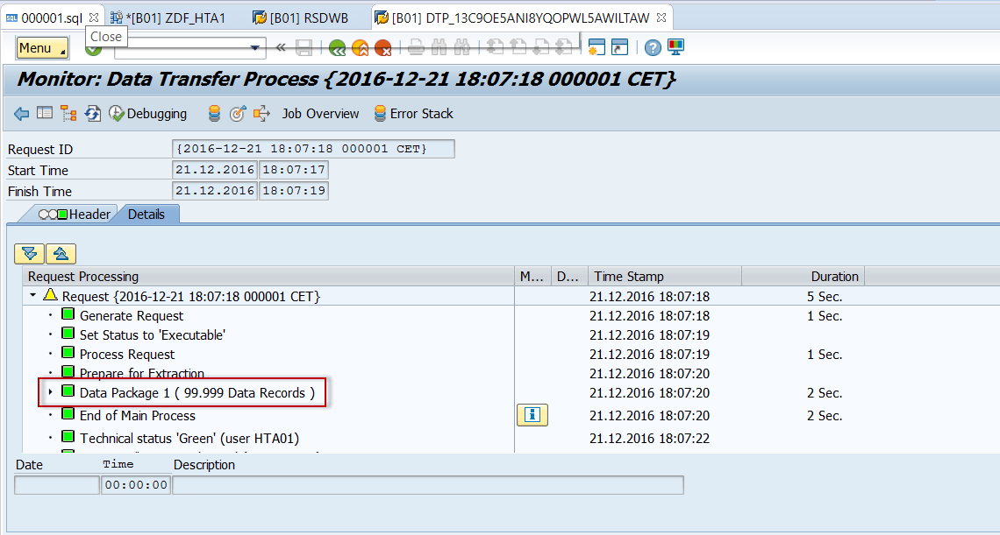 000001.sql *[B01] ZDF_HTA1 [B01] RSDWB [B01] DTP_13C9OE5ANI8YQOPWL5AWILTAW
Close
Menu
Monitor: Data Transfer Process {2016-12-21 18:07:18 000001 CET}
Debugging Job Overview Error Stack
Request ID {2016-12-21 18:07:18 000001 CET}
Start Time 21.12.2016 18:07:17
Finish Time 21.12.2016 18:07:19
Header Details
Request Processing M... D... Time Stamp Duration
Request {2016-12-21 18:07:18 000001 CET} 21.12.2016 18:07:18 5 Sec.
Generate Request 21.12.2016 18:07:18 1 Sec.
Set Status to 'Executable' 21.12.2016 18:07:19
Process Request 21.12.2016 18:07:19 1 Sec.
Prepare for Extraction 21.12.2016 18:07:20
Data Package 1 ( 99.999 Data Records ) 21.12.2016 18:07:20 2 Sec.
End of Main Process 21.12.2016 18:07:20 2 Sec.
Technical status 'Green' (user HTA01) 21.12.2016 18:07:22
Date Time Description
00:00:00